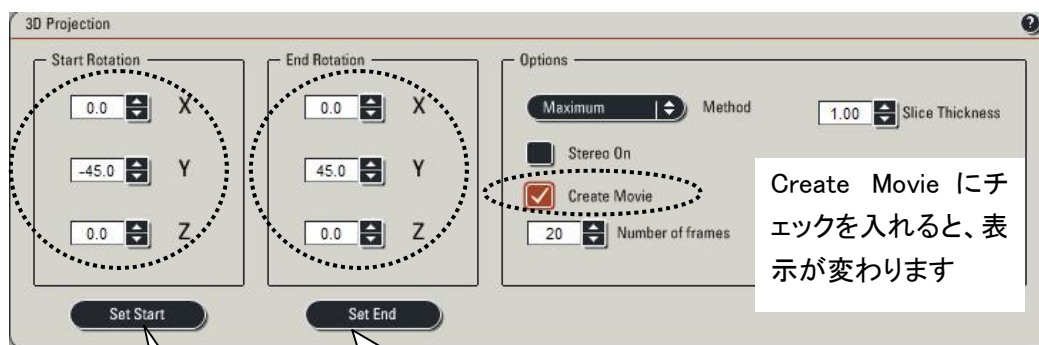 3D Projection
?
Start Rotation
0.0 X
-45.0 Y
0.0 Z
Set Start
End Rotation
0.0 X
45.0 Y
0.0 Z
Set End
Options
Maximum Method
1.00 Slice Thickness
Stereo On
Create Movie
20 Number of frames
Create Movie にチ
ェックを入れると、表
示が変わります